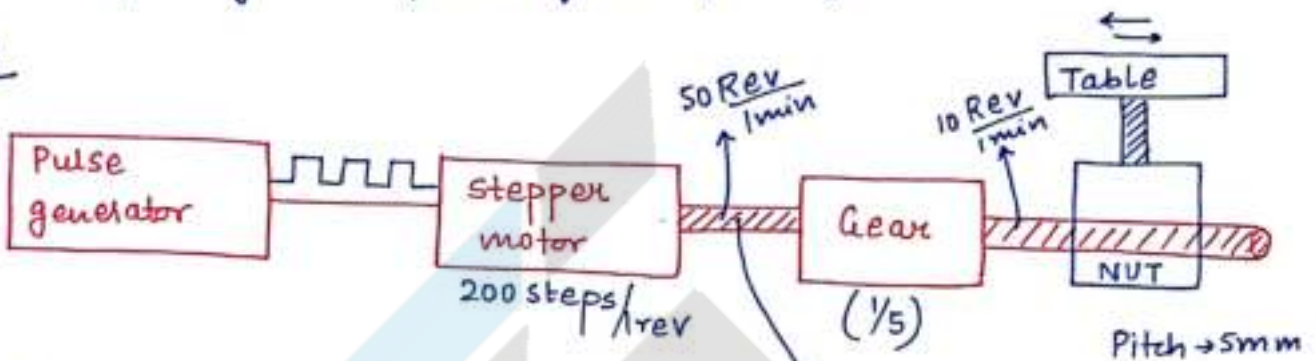 Pulse
generator
stepper
motor
200 steps/1rev
50 Rev/1min
Gear
(1/5)
10 Rev/1min
Table
NUT
Pitch → 5mm